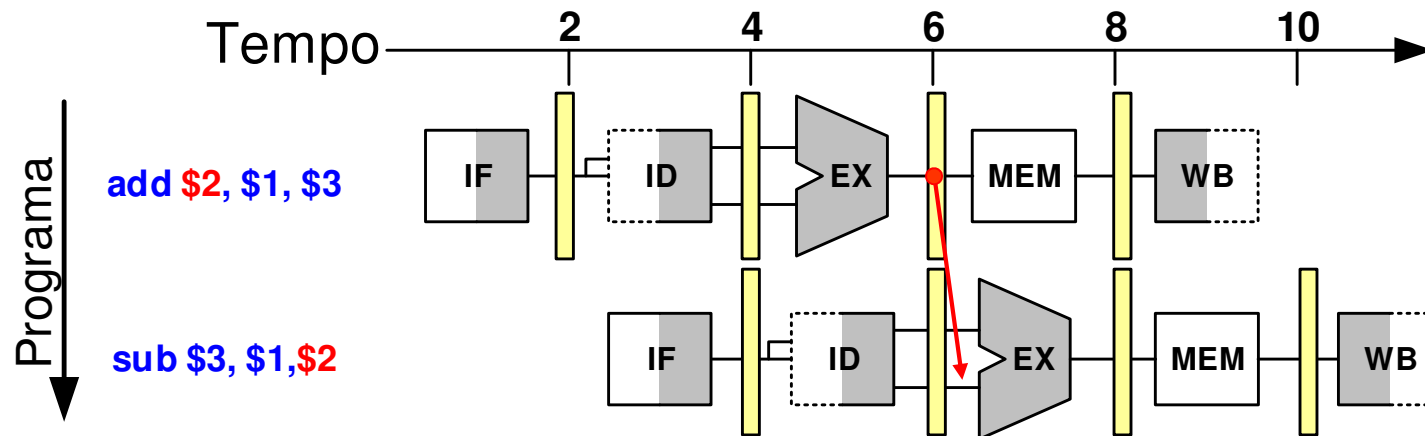 Tempo 2 4 6 8 10
Programa
add $2, $1, $3 IF ID EX MEM WB
sub $3, $1,$2 IF ID EX MEM WB